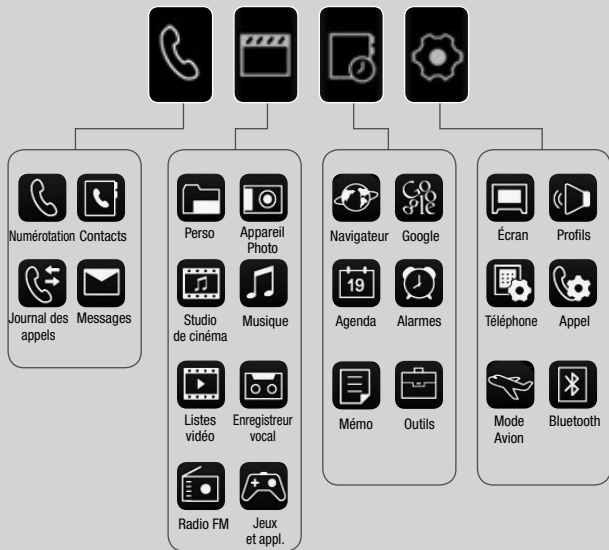 Numérotation Contacts
Journal des
appels
Messages
Perso
Appareil
Photo
Studio
de cinéma
Musique
Listes
vidéo
Enregistreur
vocal
Radio FM
Jeux
et appl.
Navigateur
GOOgle
Google
19
Agenda
Alarmes
Mémo
Outils
Écran
Profils
Téléphone
Appel
Mode
Avion
Bluetooth